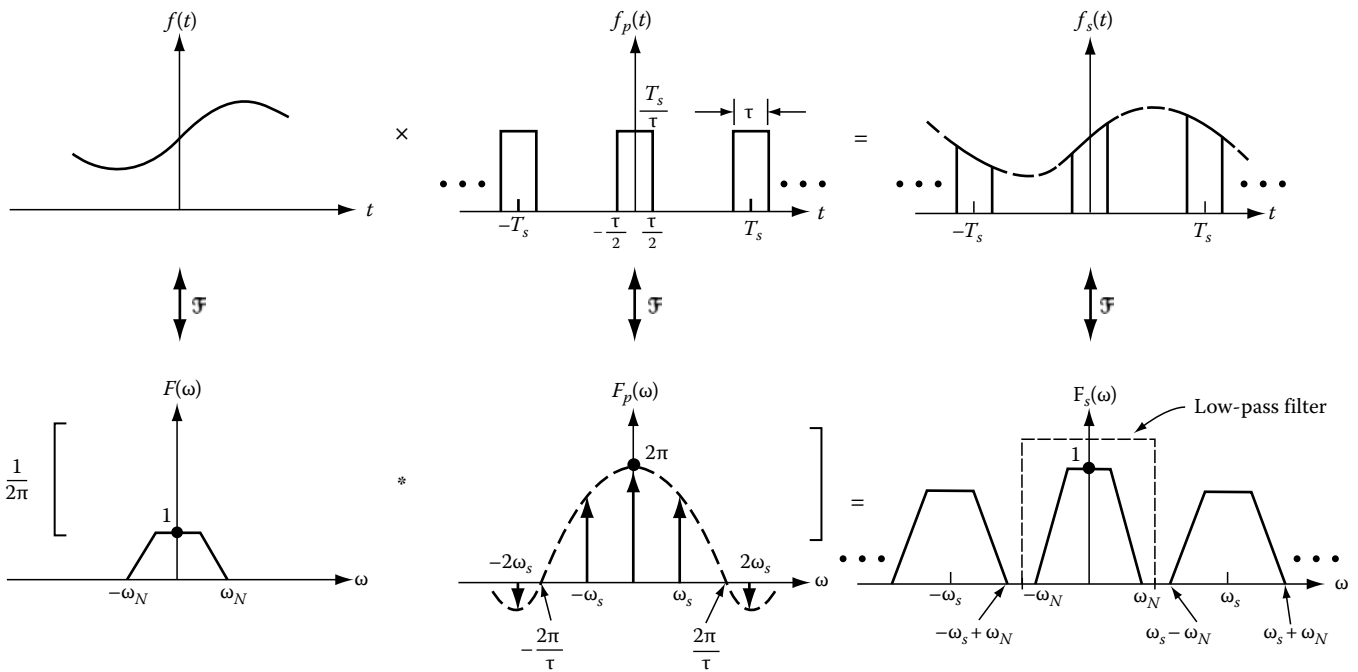 f(t)
f_p(t)
f_s(t)
T_s
τ
τ
×
=
t
−T_s
−τ/2
τ/2
T_s
t
−T_s
T_s
t
ℱ
ℱ
ℱ
F(ω)
F_p(ω)
F_s(ω)
Low-pass filter
1/2π
1
−ω_N
ω_N
ω
*
2π
−2ω_s
−ω_s
ω_s
2ω_s
ω
−2π/τ
2π/τ
=
1
−ω_s
−ω_N
ω_N
ω_s
ω
−ω_s + ω_N
ω_s − ω_N
ω_s + ω_N